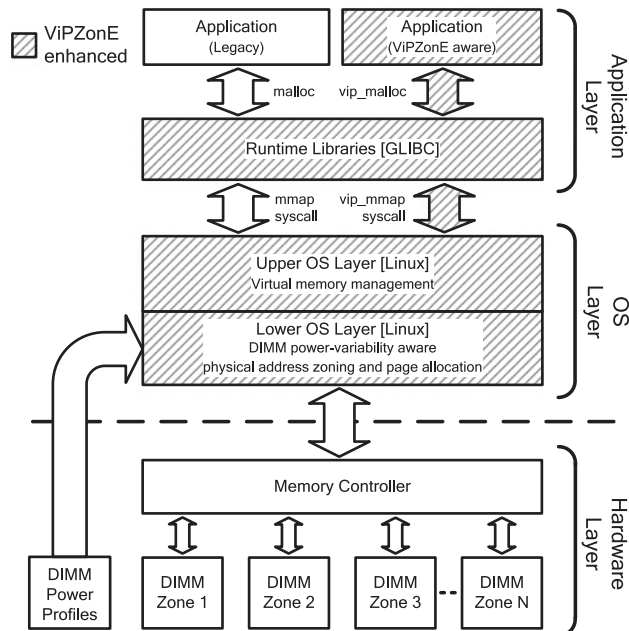 ViPZonE
enhanced
Application
(Legacy)
Application
(ViPZonE aware)
malloc
vip_malloc
Runtime Libraries [GLIBC]
Application
Layer
mmap
syscall
vip_mmap
syscall
Upper OS Layer [Linux]
Virtual memory management
Lower OS Layer [Linux]
DIMM power-variability aware
physical address zoning and page allocation
OS
Layer
Memory Controller
Hardware
Layer
DIMM
Power
Profiles
DIMM
Zone 1
DIMM
Zone 2
DIMM
Zone 3
DIMM
Zone N